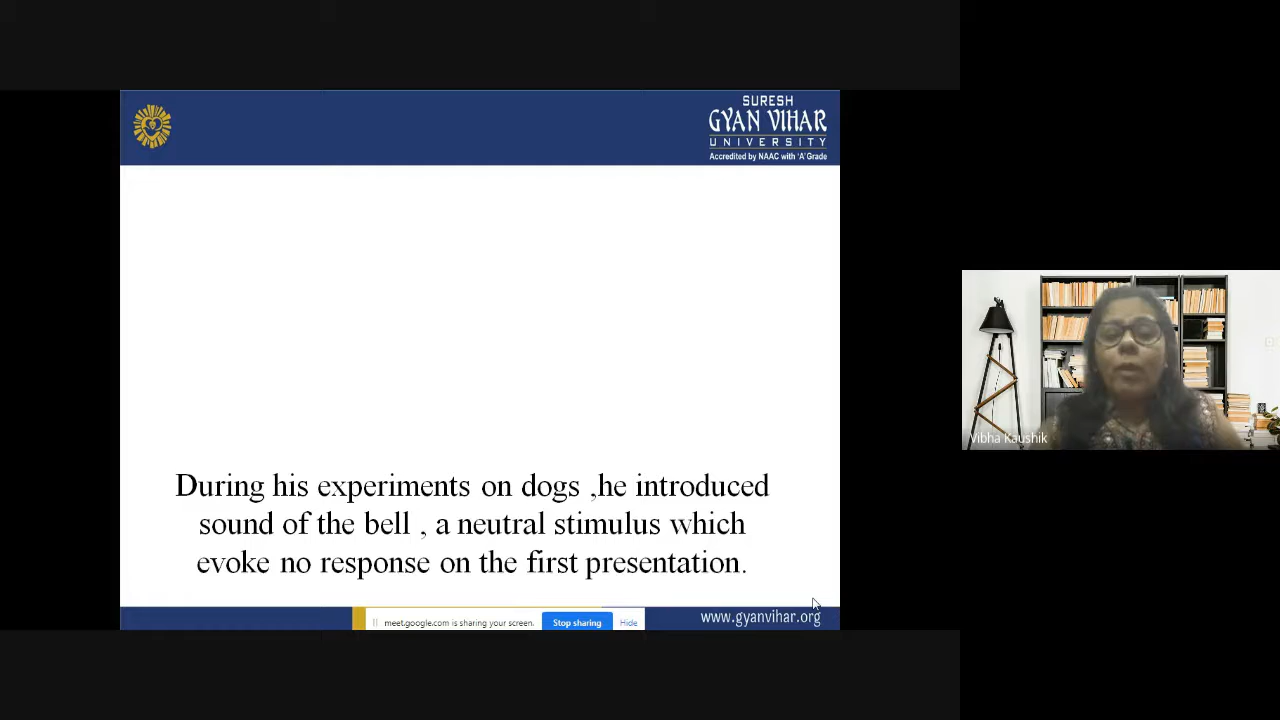 SURESH
GYAN VIHAR
UNIVERSITY
Accredited by NAAC with 'A' Grade
During his experiments on dogs ,he introduced
sound of the bell , a neutral stimulus which
evoke no response on the first presentation.
Vibha Kaushik
meet.google.com is sharing your screen.
Stop sharing
Hide
www.gyanvihar.org